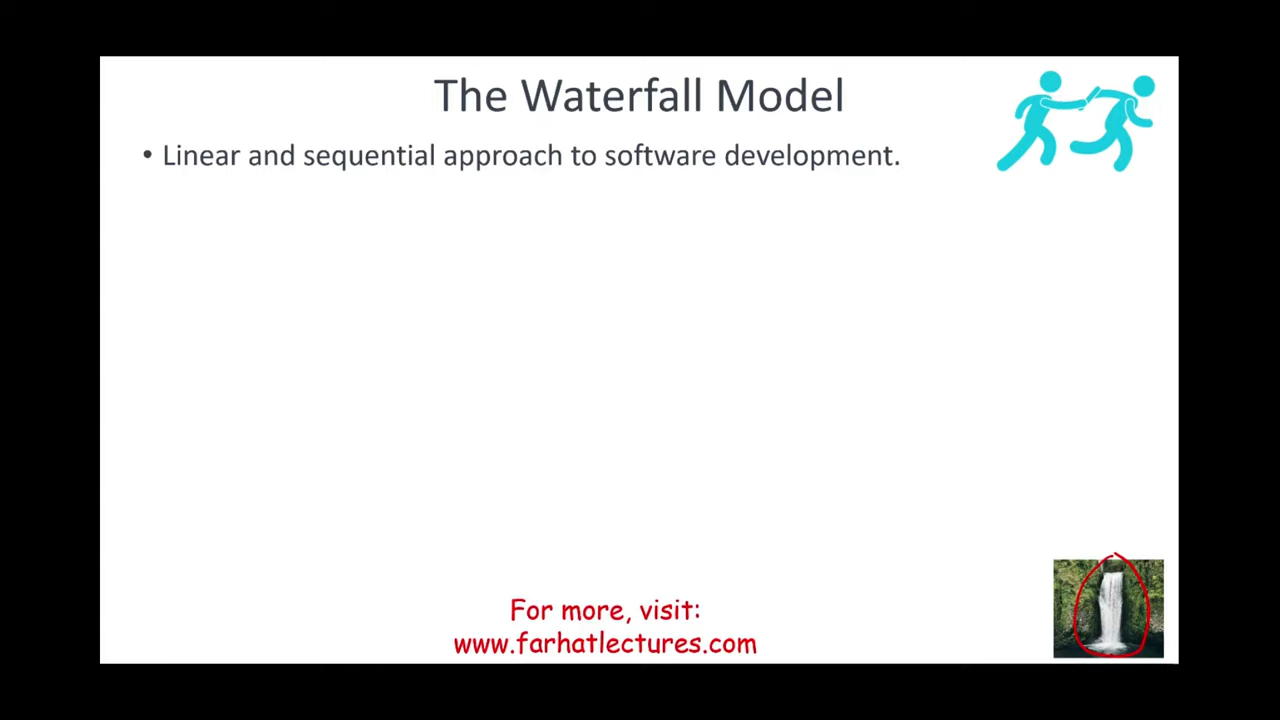 The Waterfall Model
• Linear and sequential approach to software development.
For more, visit:
www.farhatlectures.com